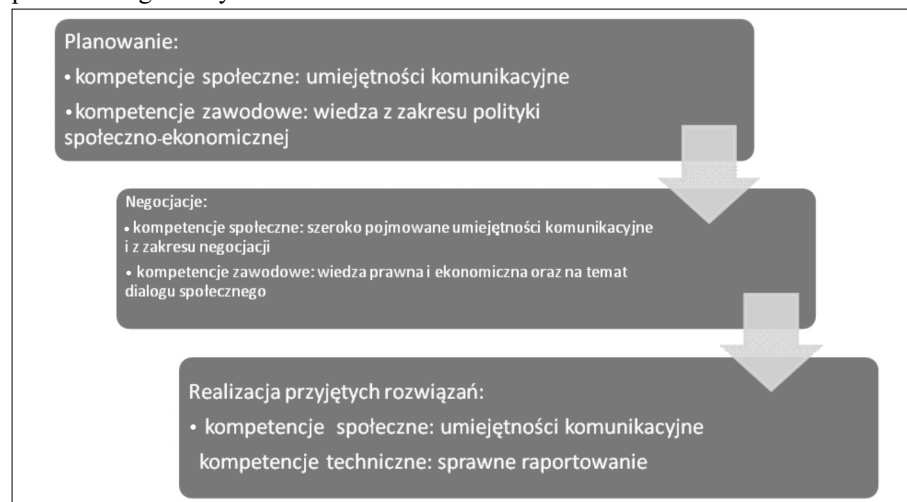 Planowanie:
• kompetencje społeczne: umiejętności komunikacyjne
•kompetencje zawodowe: wiedza z zakresu polityki
społeczno-ekonomicznej
Negocjacje:
• kompetencje społeczne: szeroko pojmowane umiejętności komunikacyjne
i z zakresu negocjacji
• kompetencje zawodowe: wiedza prawna i ekonomiczna oraz na temat
dialogu społecznego
Realizacja przyjętych rozwiązań:
• kompetencje społeczne: umiejętności komunikacyjne
kompetencje techniczne: sprawne raportowanie